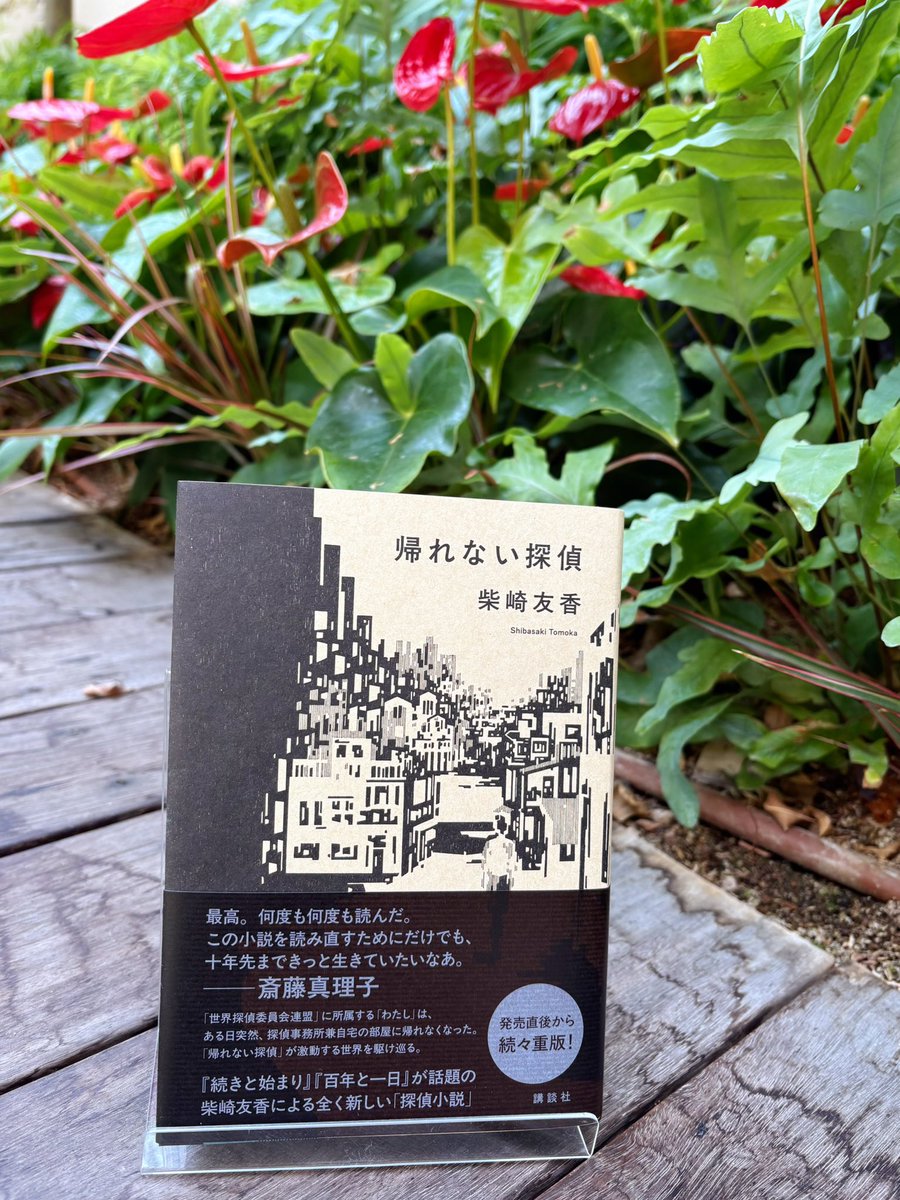 帰れない探偵
柴崎友香
Shibasaki Tomoka
最高。何度も何度も読んだ。
この小説を読み直すためにだけでも、
十年先まできっと生きていたいなあ。
――斎藤真理子
「世界探偵委員会連盟」に所属する「わたし」は、
ある日突然、探偵事務所兼自宅の部屋に帰れなくなった。
「帰れない探偵」が激動する世界を駆け巡る。
『続きと始まり』『百年と一日』が話題の
柴崎友香による全く新しい「探偵小説」
発売直後から
続々重版!
講談社